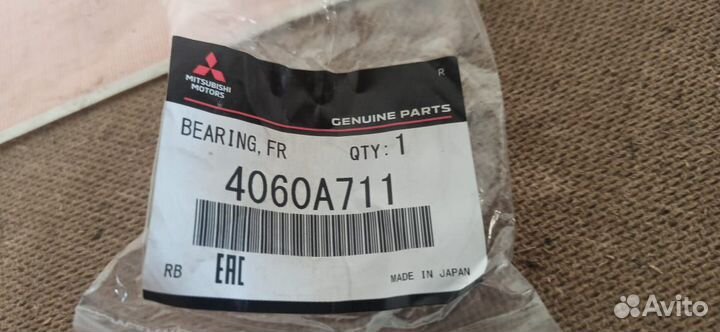 MITSUBISHI
MOTORS
R
GENUINE PARTS
BEARING, FR QTY: 1
4060A711
RB EAC MADE IN JAPAN
Avito